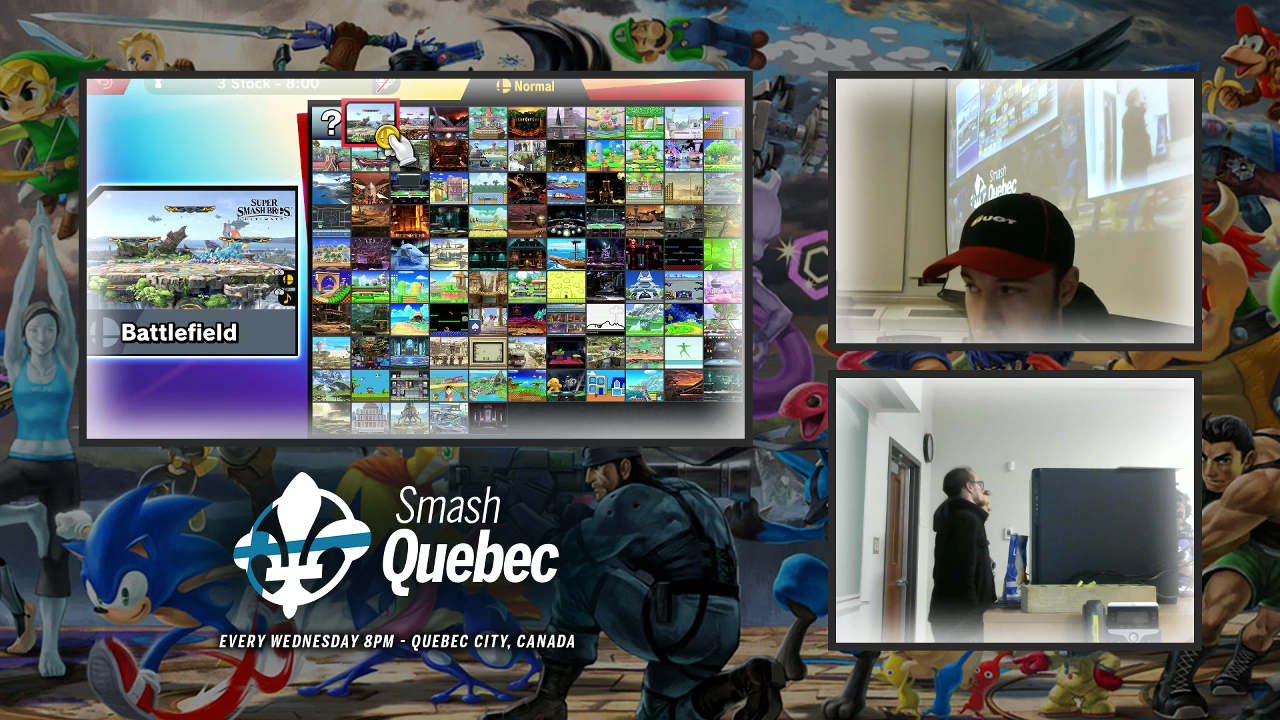 3 Stock - 8:00
Normal
?
SUPER
SMASH BROS.
ULTIMATE
Battlefield
Smash
Quebec
EVERY WEDNESDAY 8PM - QUEBEC CITY, CANADA
Smash
Quebec